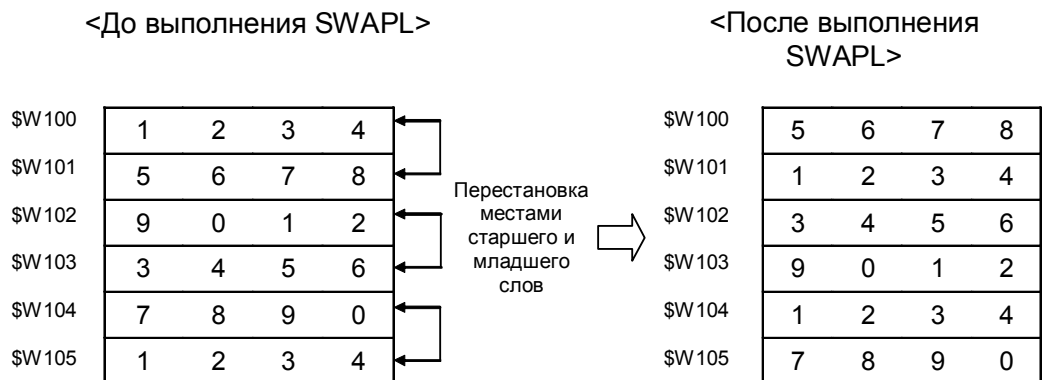 <До выполнения SWAPL>
<После выполнения
SWAPL>
$W100 1 2 3 4
$W101 5 6 7 8
$W102 9 0 1 2
$W103 3 4 5 6
$W104 7 8 9 0
$W105 1 2 3 4
Перестановка
местами
старшего и
младшего
слов
$W100 5 6 7 8
$W101 1 2 3 4
$W102 3 4 5 6
$W103 9 0 1 2
$W104 1 2 3 4
$W105 7 8 9 0